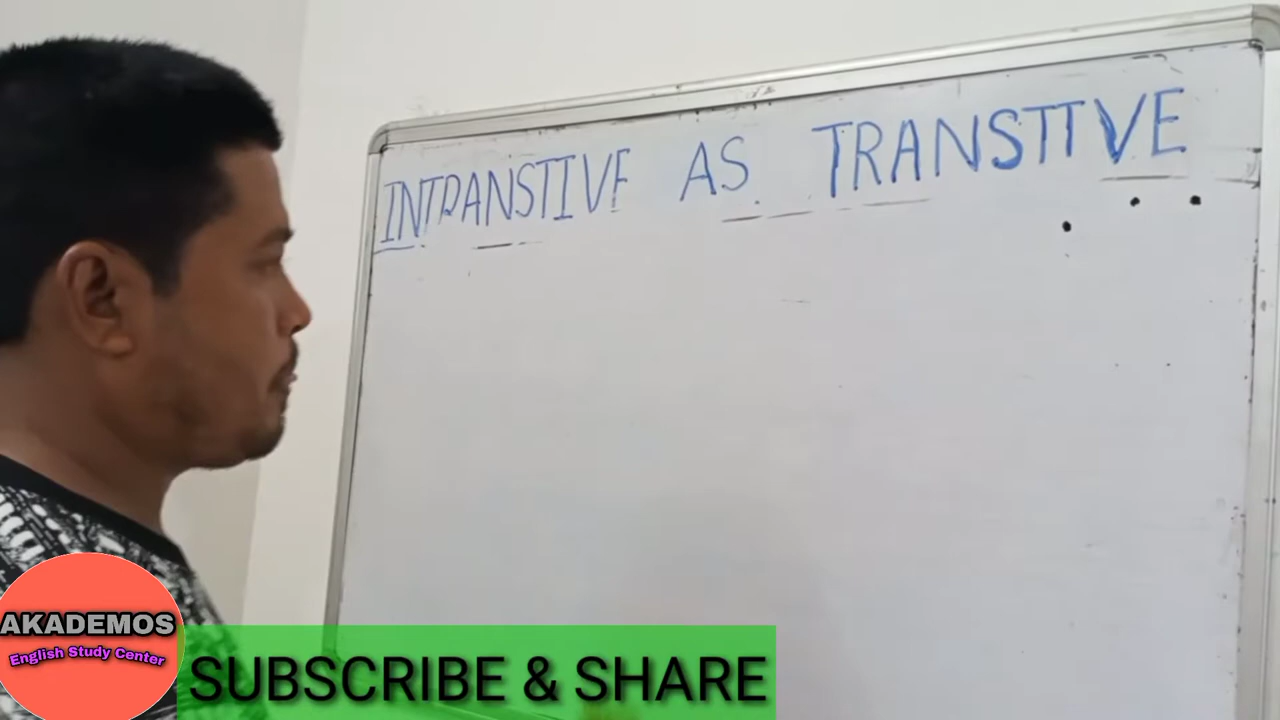 INTRANSTIVE AS TRANSTIVE
AKADEMOS
English Study Center
SUBSCRIBE & SHARE